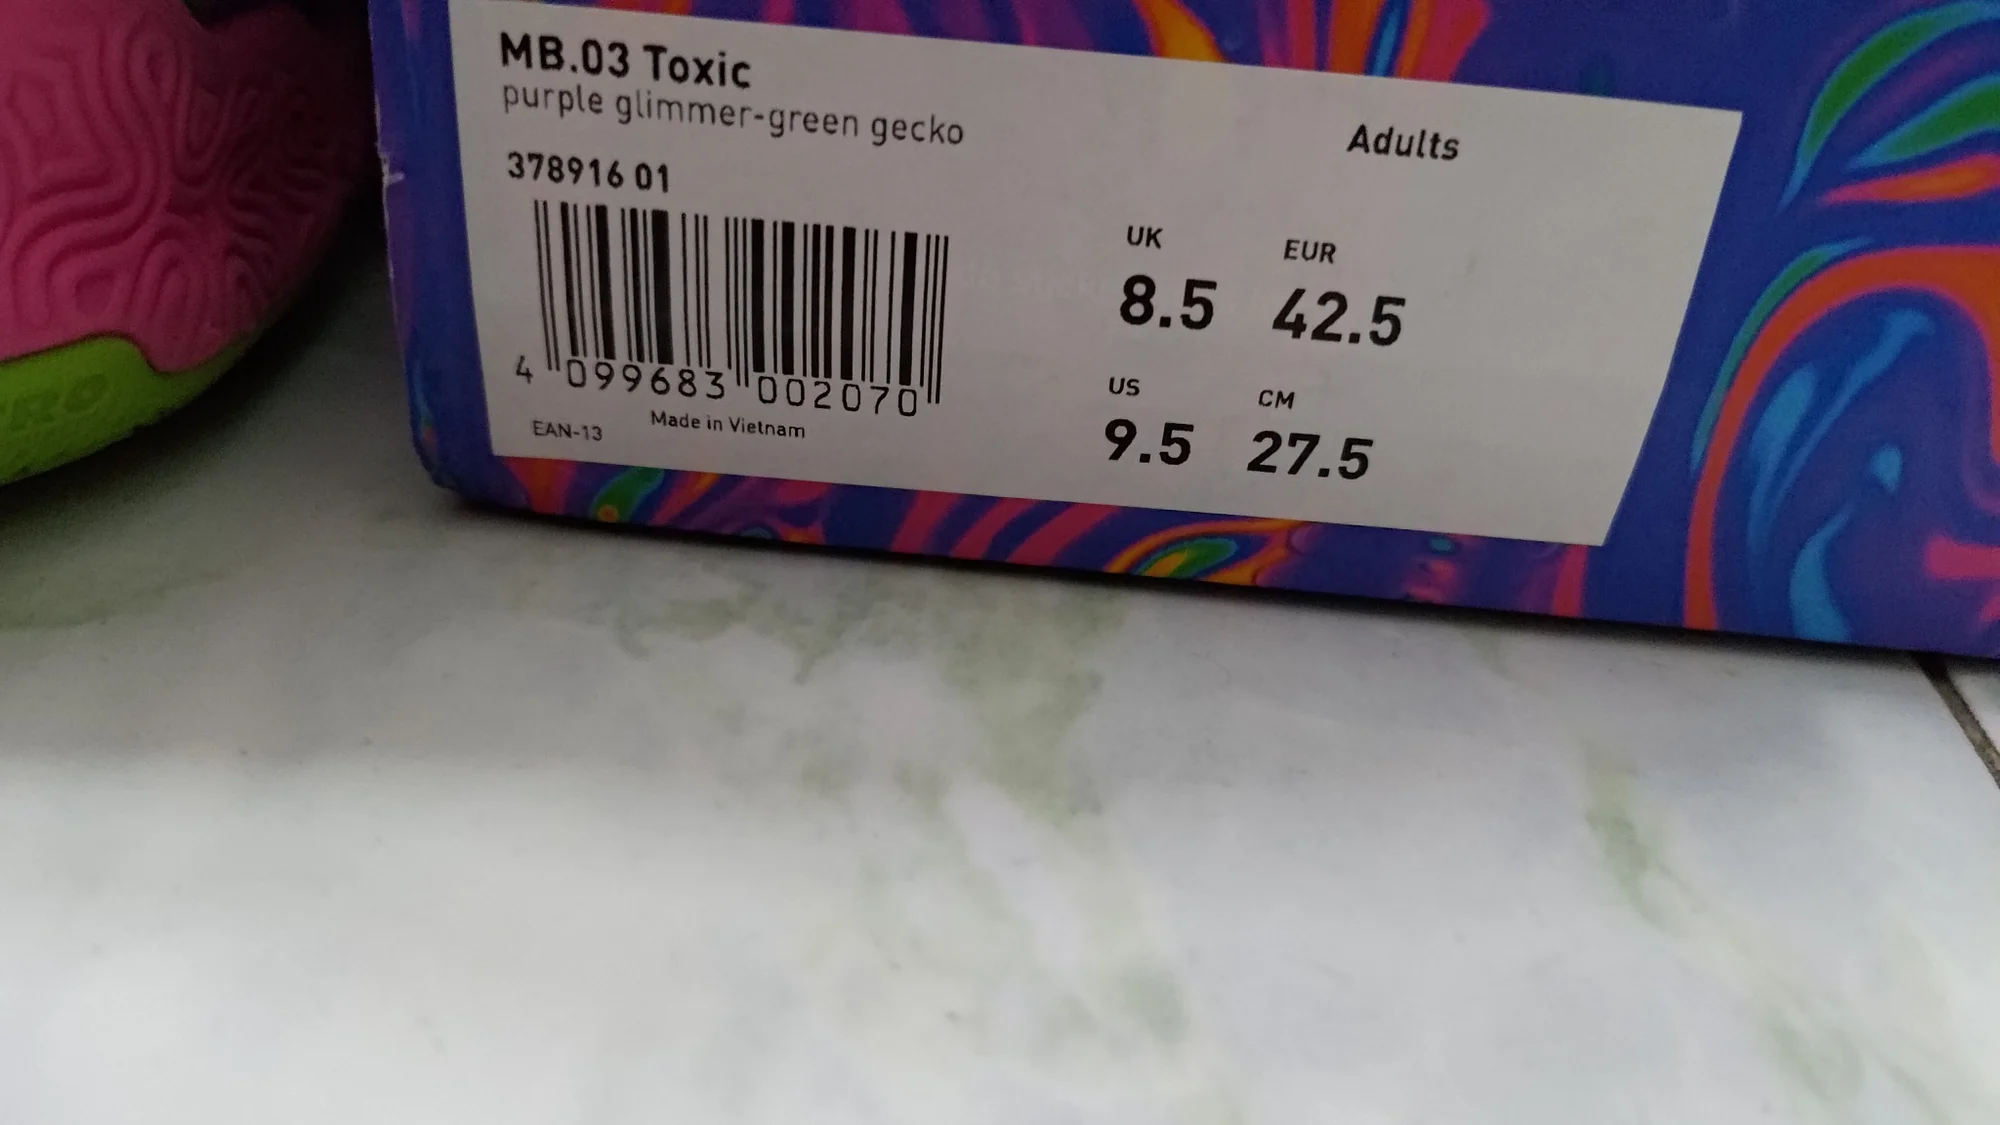 MB.03 Toxic
purple glimmer-green gecko
378916 01
Adults
UK
EUR
8.5
42.5
US
CM
9.5
27.5
4 099683 002070
EAN-13
Made in Vietnam